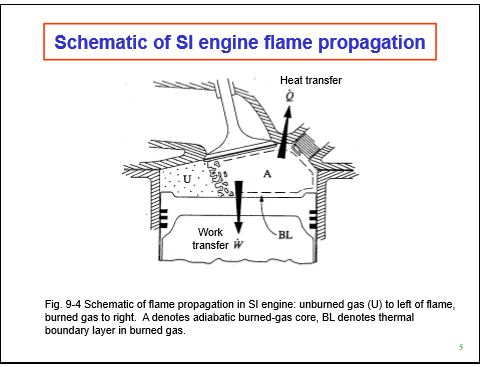 Schematic of SI engine flame propagation
Heat transfer
Q̇
U
A
Work
transfer Ẇ
BL
Fig. 9-4 Schematic of flame propagation in SI engine: unburned gas (U) to left of flame,
burned gas to right.  A denotes adiabatic burned-gas core, BL denotes thermal
boundary layer in burned gas.
5